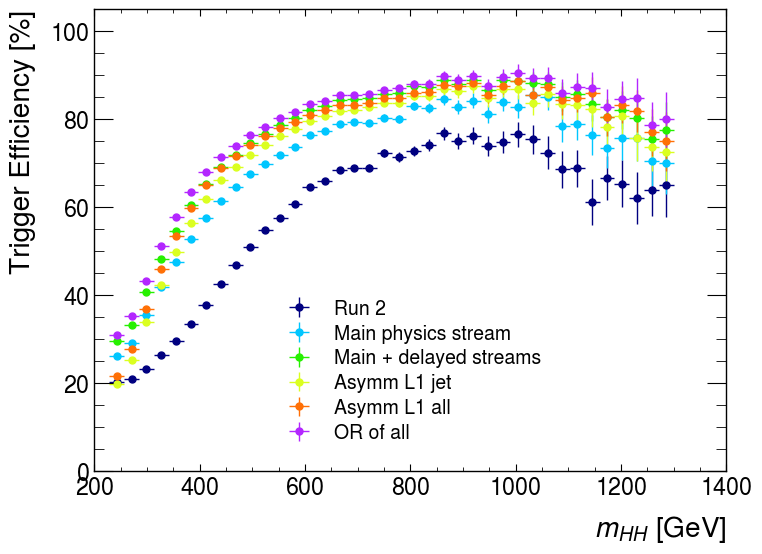 Trigger Efficiency [%]
100
80
60
40
20
0
Run 2
Main physics stream
Main + delayed streams
Asymm L1 jet
Asymm L1 all
OR of all
200 400 600 800 1000 1200 1400
m_HH [GeV]